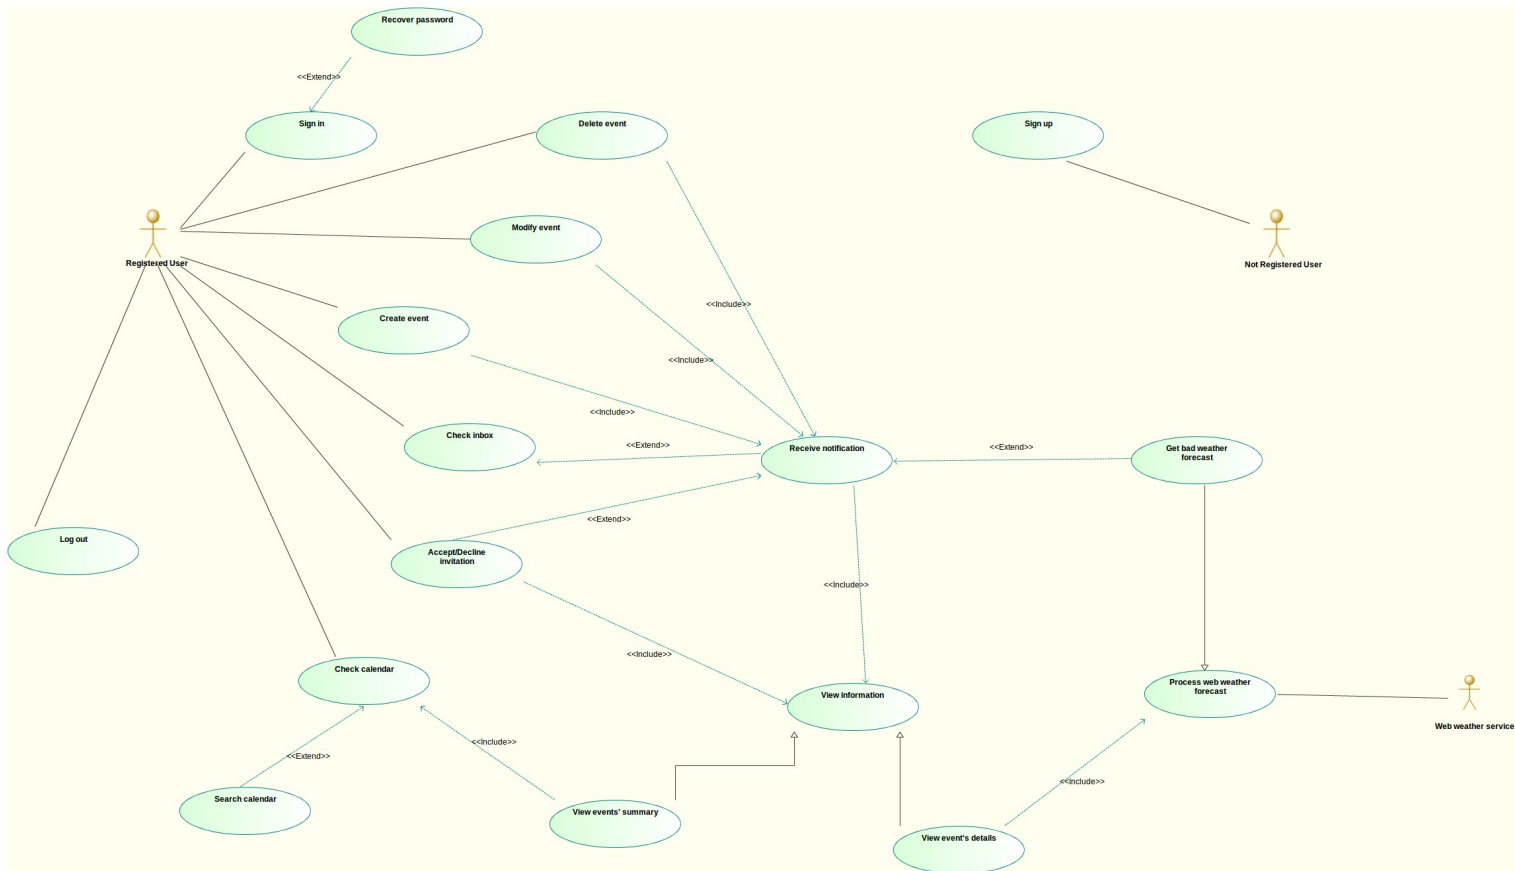 Recover password
<<Extend>>
Sign in
Delete event
Sign up
Modify event
Registered User
Not Registered User
<<Include>>
Create event
<<Include>>
<<Include>>
Check inbox
<<Extend>>
Receive notification
<<Extend>>
Get bad weather
forecast
<<Extend>>
Log out
Accept/Decline
invitation
<<Include>>
<<Include>>
Check calendar
View information
Process web weather
forecast
Web weather service
<<Include>>
<<Extend>>
<<Include>>
Search calendar
View events' summary
View event's details